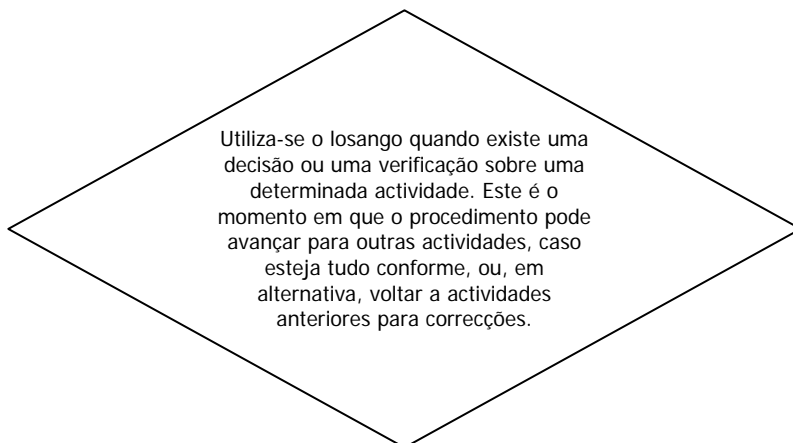 Utiliza-se o losango quando existe uma
decisão ou uma verificação sobre uma
determinada actividade. Este é o
momento em que o procedimento pode
avançar para outras actividades, caso
esteja tudo conforme, ou, em
alternativa, voltar a actividades
anteriores para correcções.